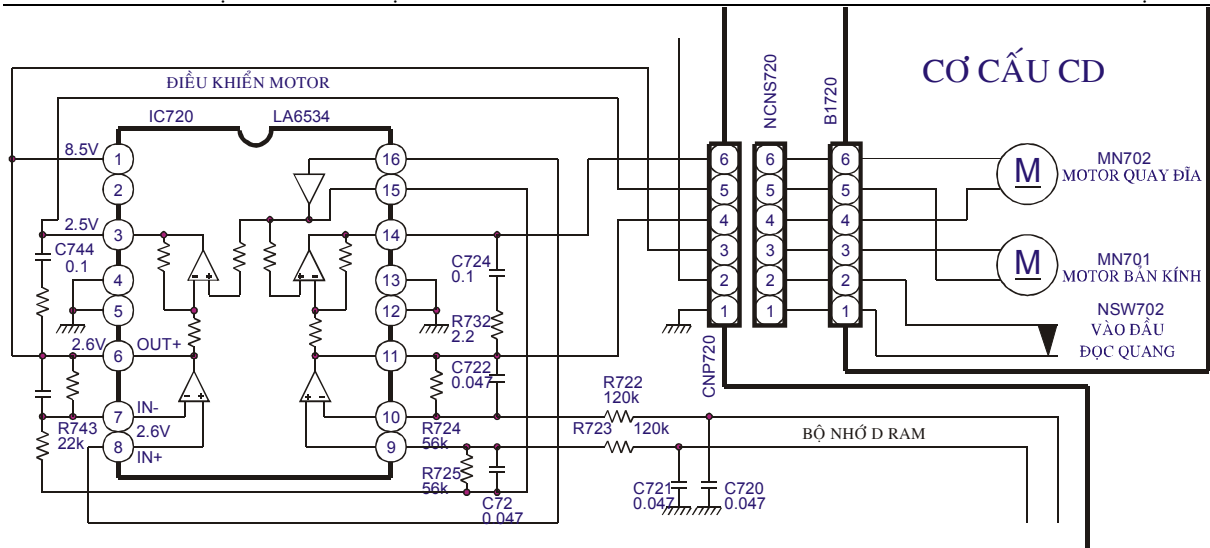 CƠ CẤU CD
ĐIỀU KHIỂN MOTOR
NCNS720
B1720
IC720 LA6534
8.5V
1
2
2.5V
3
C744
0.1
4
5
2.6V
6
OUT+
7
IN-
R743
22k
2.6V
8
IN+
16
15
14
13
12
11
10
9
C724
0.1
R732
2.2
C722
0.047
R724
56k
R725
56k
C72
0.047
R722
120k
R723
120k
C721
0.047
C720
0.047
BỘ NHỚ D RAM
CNP720
6 6 6
5 5 5
4 4 4
3 3 3
2 2 2
1 1 1
M
MN702
MOTOR QUAY ĐĨA
M
MN701
MOTOR BÁN KÍNH
NSW702
VÀO ĐẦU
ĐỌC QUANG
- +
- +
- +
- +